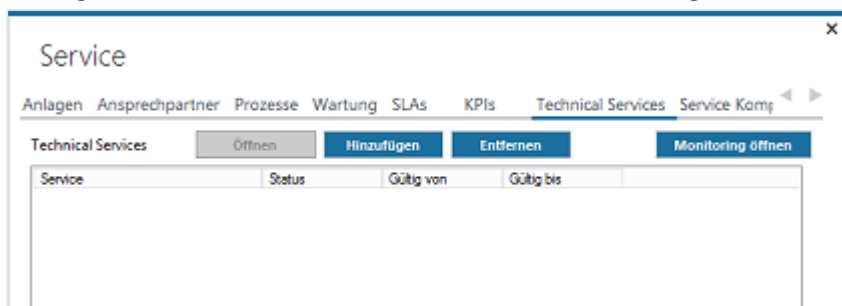 Service
Anlagen Ansprechpartner Prozesse Wartung SLAs KPIs Technical Services Service
Technical Services Öffnen Hinzufügen Entfernen Monitoring öffnen
Service Status Gültig von Gültig bis